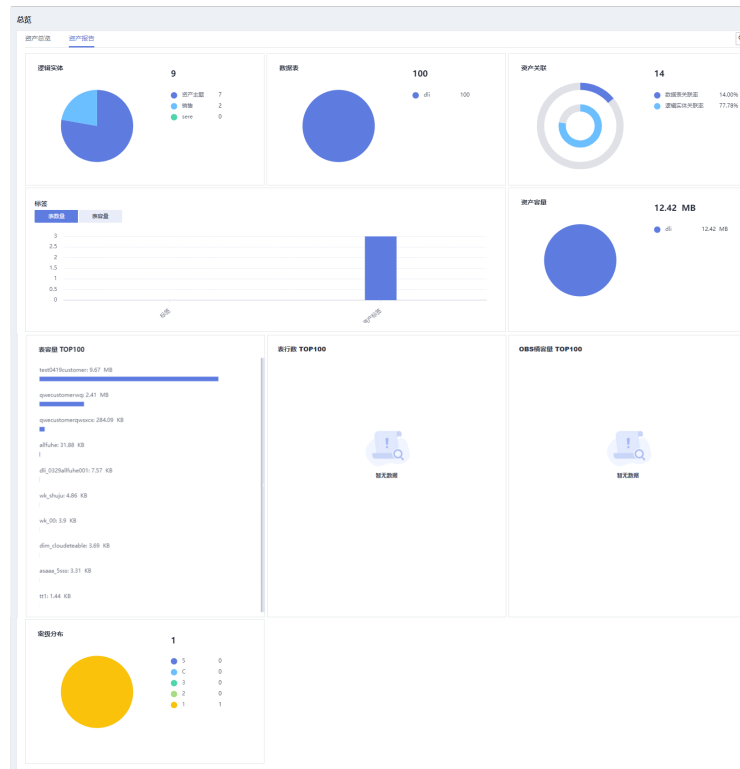 总览
资产总览 资产报告
逻辑实体
9
资产主题 7
销售 2
sere 0
数据表
100
dli 100
资产关联
14
数据表关联率 14.00%
逻辑实体关联率 77.78%
标签
表数量 表容量
3
2.5
2
1.5
1
0.5
0
标签
资产标签
资产容量
12.42 MB
dli 12.42 MB
表容量 TOP100
test0419customer: 9.67 MB
qwecustomerwq: 2.41 MB
qwecustomerqwsscx: 284.09 KB
allfuhe: 31.88 KB
dli_0329allfuhe001: 7.57 KB
wk_shuju: 4.86 KB
wk_00: 3.9 KB
dim_cloudeteable: 3.69 KB
asaaa_5sss: 3.31 KB
tt1: 1.44 KB
表行数 TOP100
暂无数据
OBS桶容量 TOP100
暂无数据
密级分布
1
S 0
C 0
3 0
2 0
1 1